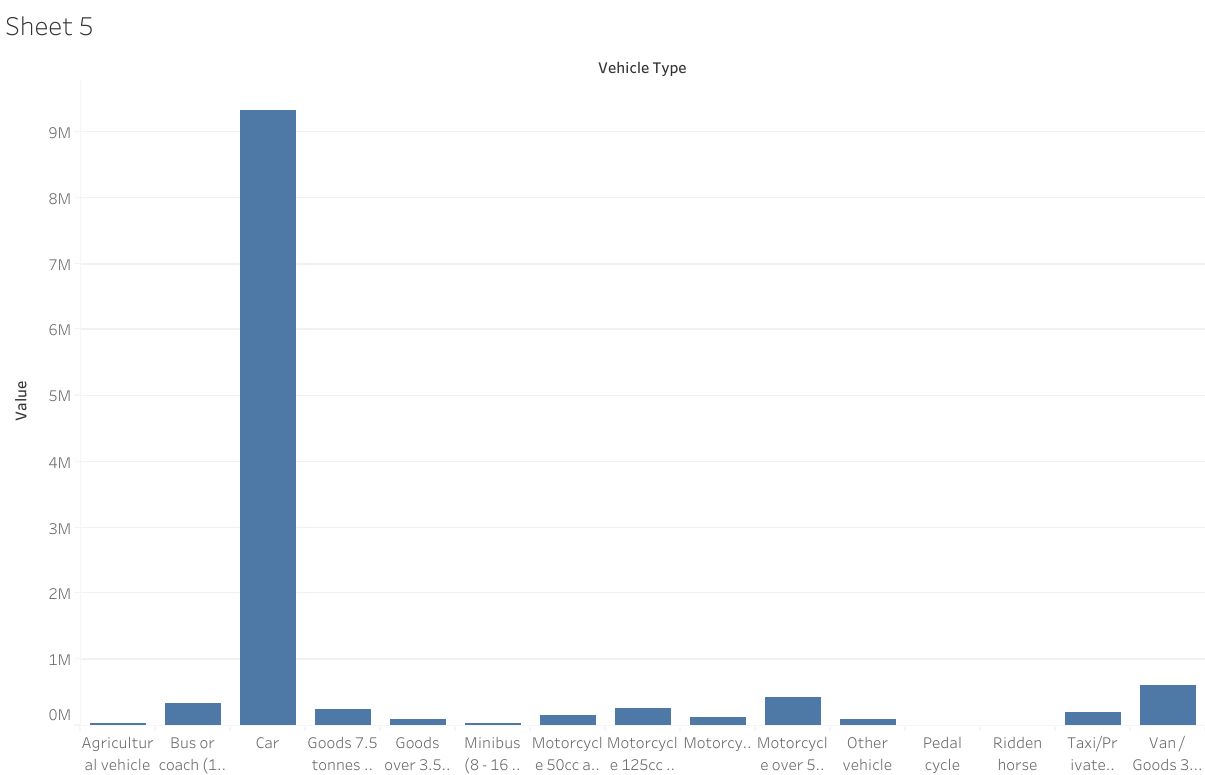 Sheet 5
Vehicle Type
9M
8M
7M
6M
5M
4M
3M
2M
1M
0M
Value
Agricultur
al vehicle
Bus or
coach (1..
Car
Goods 7.5
tonnes ..
Goods
over 3.5..
Minibus
(8 - 16 ..
Motorcycl
e 50cc a..
Motorcycl
e 125cc ..
Motorcy..
Motorcycl
e over 5..
Other
vehicle
Pedal
cycle
Ridden
horse
Taxi/Pr
ivate..
Van /
Goods 3...